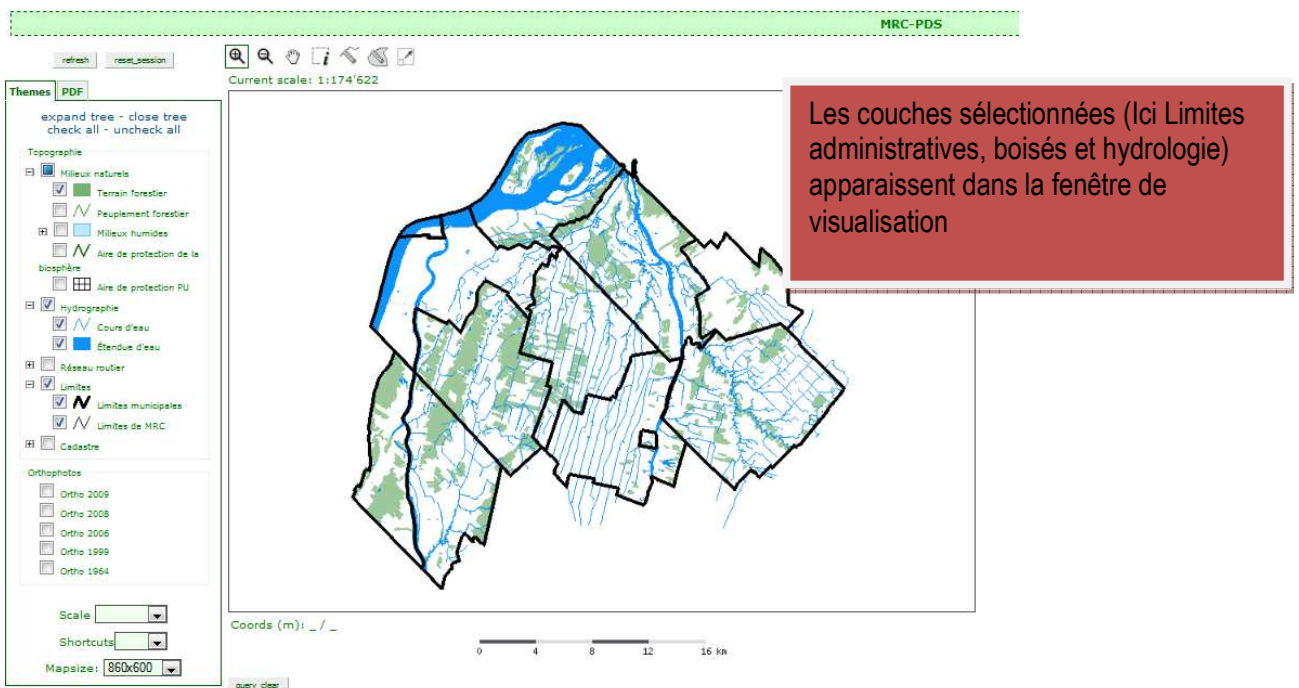 MRC-PDS
refresh reset_session
Current scale: 1:174'622
Themes PDF
expand tree - close tree
check all - uncheck all
Topographie
Milieux naturels
Terrain forestier
Peuplement forestier
Milieux humides
Aire de protection de la
biosphère
Aire de protection PU
Hydrographie
Cours d'eau
Étendue d'eau
Réseau routier
Limites
Limites municipales
Limites de MRC
Cadastre
Orthophotos
Ortho 2009
Ortho 2008
Ortho 2006
Ortho 1999
Ortho 1964
Scale
Shortcuts
Mapsize: 860x600
Les couches sélectionnées (Ici Limites
administratives, boisés et hydrologie)
apparaissent dans la fenêtre de
visualisation
Coords (m): _ / _
0 4 8 12 16 km
query_clear